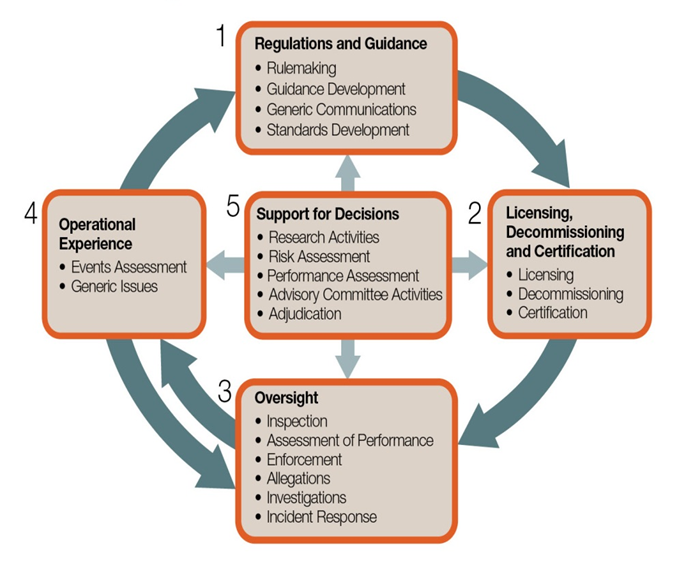 1
Regulations and Guidance
• Rulemaking
• Guidance Development
• Generic Communications
• Standards Development
2
Licensing,
Decommissioning
and Certification
• Licensing
• Decommissioning
• Certification
3
Oversight
• Inspection
• Assessment of Performance
• Enforcement
• Allegations
• Investigations
• Incident Response
4
Operational
Experience
• Events Assessment
• Generic Issues
5
Support for Decisions
• Research Activities
• Risk Assessment
• Performance Assessment
• Advisory Committee Activities
• Adjudication